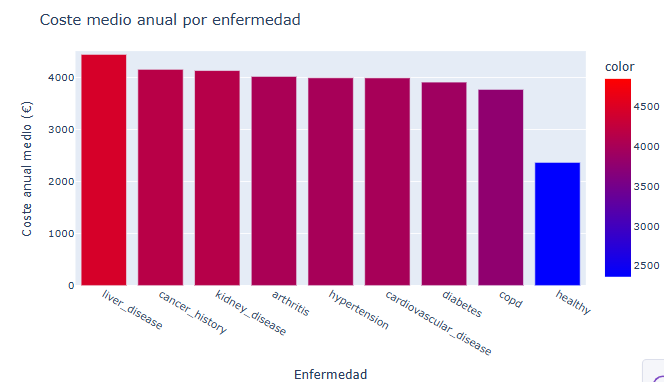 Coste medio anual por enfermedad
Coste anual medio (€)
4000
3000
2000
1000
0
liver_disease
cancer_history
kidney_disease
arthritis
hypertension
cardiovascular_disease
diabetes
copd
healthy
Enfermedad
color
4500
4000
3500
3000
2500